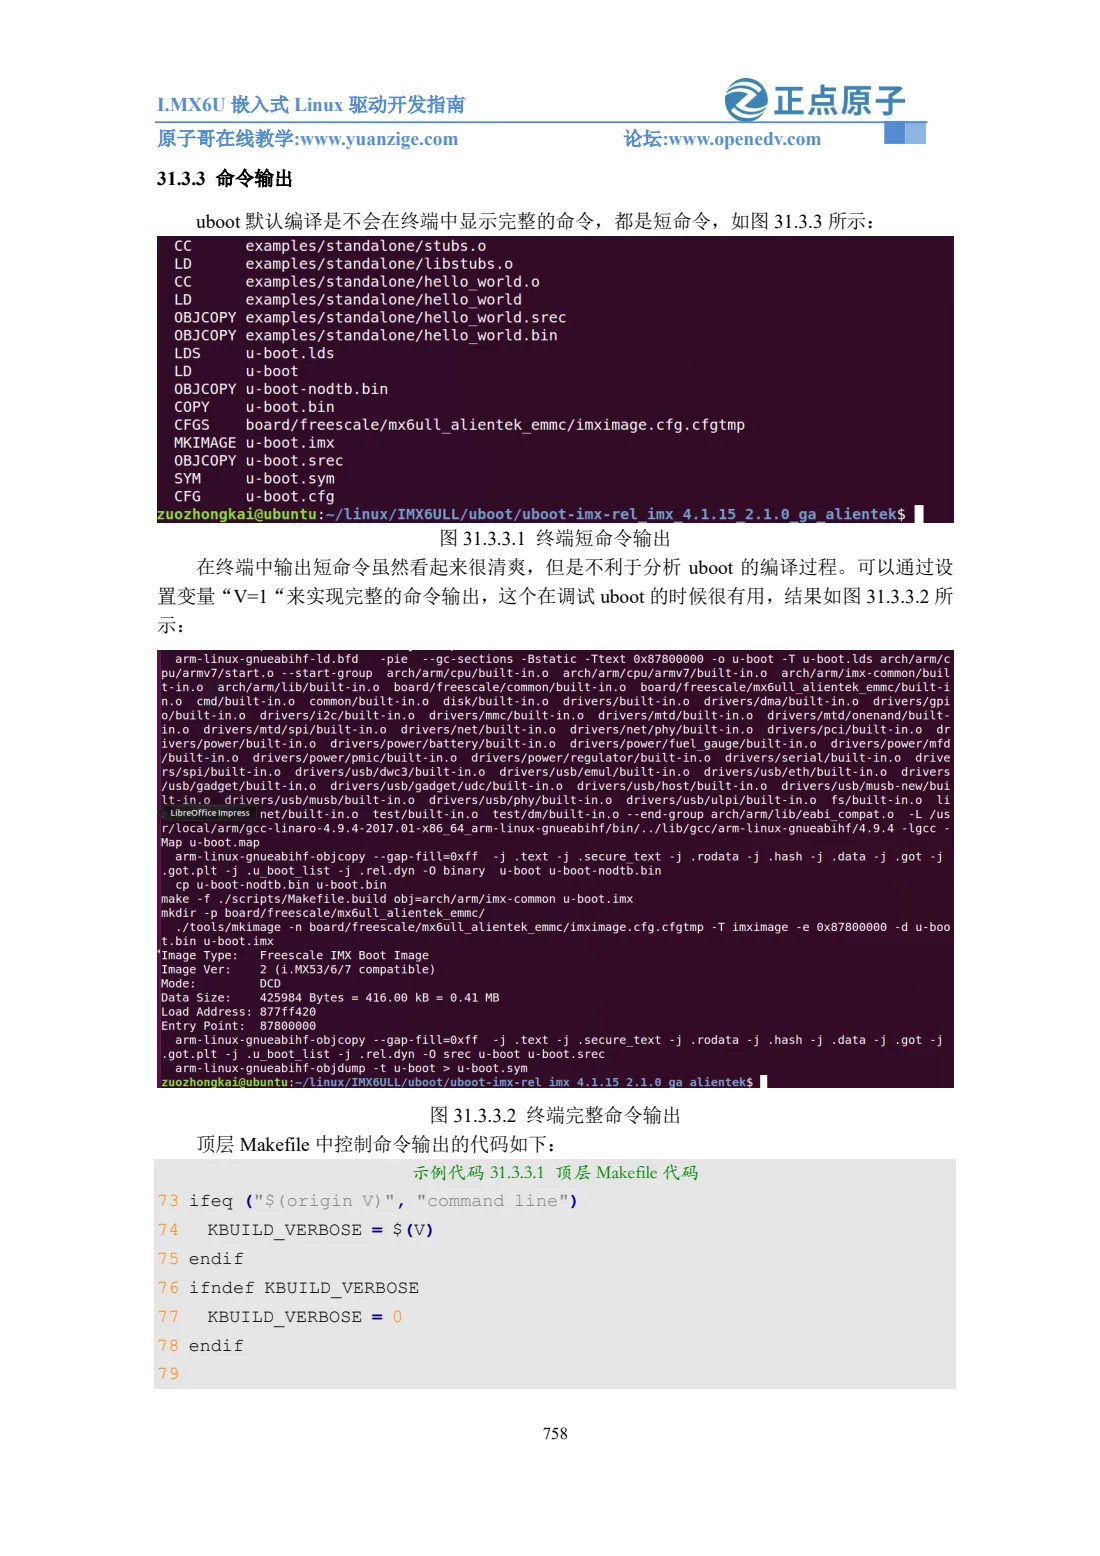 I.MX6U 嵌入式 Linux 驱动开发指南
正点原子
原子哥在线教学:www.yuanzige.com 论坛:www.openedv.com
31.3.3 命令输出
uboot 默认编译是不会在终端中显示完整的命令，都是短命令，如图 31.3.3 所示：
CC examples/standalone/stubs.o
LD examples/standalone/libstubs.o
CC examples/standalone/hello_world.o
LD examples/standalone/hello_world
OBJCOPY examples/standalone/hello_world.srec
OBJCOPY examples/standalone/hello_world.bin
LDS u-boot.lds
LD u-boot
OBJCOPY u-boot-nodtb.bin
COPY u-boot.bin
CFGS board/freescale/mx6ull_alientek_emmc/imximage.cfg.cfgtmp
MKIMAGE u-boot.imx
OBJCOPY u-boot.srec
SYM u-boot.sym
CFG u-boot.cfg
zuozhongkai@ubuntu:~/linux/IMX6ULL/uboot/uboot-imx-rel_imx_4.1.15_2.1.0_ga_alientek$
图 31.3.3.1 终端短命令输出
在终端中输出短命令虽然看起来很清爽，但是不利于分析 uboot 的编译过程。可以通过设
置变量“V=1“来实现完整的命令输出，这个在调试 uboot 的时候很有用，结果如图 31.3.3.2 所
示：
arm-linux-gnueabihf-ld.bfd -pie --gc-sections -Bstatic -Ttext 0x87800000 -o u-boot -T u-boot.lds arch/arm/c
pu/armv7/start.o --start-group arch/arm/cpu/built-in.o arch/arm/cpu/armv7/built-in.o arch/arm/imx-common/buil
t-in.o arch/arm/lib/built-in.o board/freescale/common/built-in.o board/freescale/mx6ull_alientek_emmc/built-i
n.o cmd/built-in.o common/built-in.o disk/built-in.o drivers/built-in.o drivers/dma/built-in.o drivers/gpi
o/built-in.o drivers/i2c/built-in.o drivers/mmc/built-in.o drivers/mtd/built-in.o drivers/mtd/onenand/built-
in.o drivers/mtd/spi/built-in.o drivers/net/built-in.o drivers/net/phy/built-in.o drivers/pci/built-in.o dr
ivers/power/built-in.o drivers/power/battery/built-in.o drivers/power/fuel_gauge/built-in.o drivers/power/mfd
/built-in.o drivers/power/pmic/built-in.o drivers/power/regulator/built-in.o drivers/serial/built-in.o drive
rs/spi/built-in.o drivers/usb/dwc3/built-in.o drivers/usb/emul/built-in.o drivers/usb/eth/built-in.o drivers
/usb/gadget/built-in.o drivers/usb/gadget/udc/built-in.o drivers/usb/host/built-in.o drivers/usb/musb-new/bui
lt-in.o drivers/usb/musb/built-in.o drivers/usb/phy/built-in.o drivers/usb/ulpi/built-in.o fs/built-in.o li
LibreOffice Impress net/built-in.o test/built-in.o test/dm/built-in.o --end-group arch/arm/lib/eabi_compat.o -L /us
r/local/arm/gcc-linaro-4.9.4-2017.01-x86_64_arm-linux-gnueabihf/bin/../lib/gcc/arm-linux-gnueabihf/4.9.4 -lgcc -
Map u-boot.map
arm-linux-gnueabihf-objcopy --gap-fill=0xff -j .text -j .secure_text -j .rodata -j .hash -j .data -j .got -j
.got.plt -j .u_boot_list -j .rel.dyn -O binary u-boot u-boot-nodtb.bin
cp u-boot-nodtb.bin u-boot.bin
make -f ./scripts/Makefile.build obj=arch/arm/imx-common u-boot.imx
mkdir -p board/freescale/mx6ull_alientek_emmc/
./tools/mkimage -n board/freescale/mx6ull_alientek_emmc/imximage.cfg.cfgtmp -T imximage -e 0x87800000 -d u-boo
t.bin u-boot.imx
Image Type: Freescale IMX Boot Image
Image Ver: 2 (i.MX53/6/7 compatible)
Mode: DCD
Data Size: 425984 Bytes = 416.00 kB = 0.41 MB
Load Address: 877ff420
Entry Point: 87800000
arm-linux-gnueabihf-objcopy --gap-fill=0xff -j .text -j .secure_text -j .rodata -j .hash -j .data -j .got -j
.got.plt -j .u_boot_list -j .rel.dyn -O srec u-boot u-boot.srec
arm-linux-gnueabihf-objdump -t u-boot > u-boot.sym
zuozhongkai@ubuntu:~/linux/IMX6ULL/uboot/uboot-imx-rel_imx_4.1.15_2.1.0_ga_alientek$
图 31.3.3.2 终端完整命令输出
顶层 Makefile 中控制命令输出的代码如下：
示例代码 31.3.3.1 顶层 Makefile 代码
73 ifeq ("$(origin V)", "command line")
74 KBUILD_VERBOSE = $(V)
75 endif
76 ifndef KBUILD_VERBOSE
77 KBUILD_VERBOSE = 0
78 endif
79
758